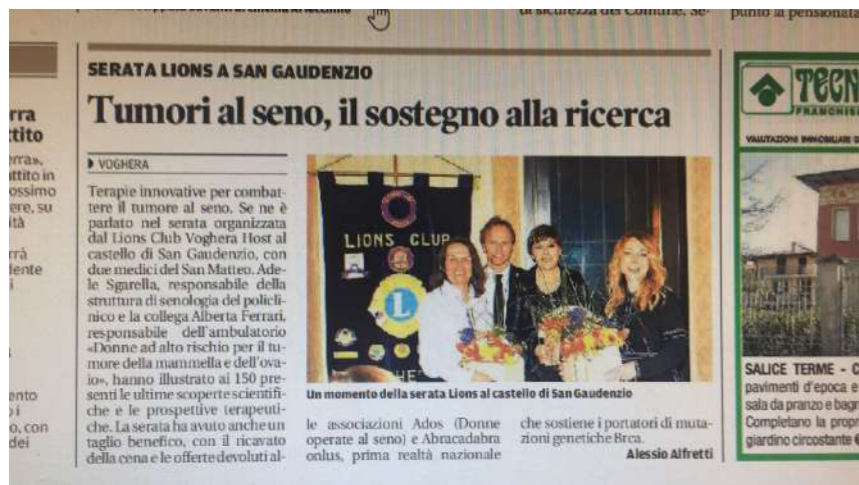 di sicurezza del Comune. Se-
punto la pensionata
rra
ttito
erra»,
attito in
ossimo
ere, su
ità
rrà
dente
i
ento
o i
o, con
dei
SERATA LIONS A SAN GAUDENZIO
Tumori al seno, il sostegno alla ricerca
VOGHERA
Terapie innovative per combat-
tere il tumore al seno. Se ne è
parlato nel serata organizzata
dal Lions Club Voghera Host al
castello di San Gaudenzio, con
due medici del San Matteo. Ade-
le Sgarella, responsabile della
struttura di senologia del policli-
nico e la collega Alberta Ferrari,
responsabile dell'ambulatorio
«Donne ad alto rischio per il tu-
more della mammella e dell'ova-
io», hanno illustrato ai 150 pre-
senti le ultime scoperte scientifi-
che e le prospettive terapeuti-
che. La serata ha avuto anche un
taglio benefico, con il ricavato
della cena e le offerte devoluti al-
LIONS CLUB
L
Un momento della serata Lions al castello di San Gaudenzio
le associazioni Ados (Donne
operate al seno) e Abracadabra
onlus, prima realtà nazionale
che sostiene i portatori di muta-
zioni genetiche Brca.
Alessio Alfretti
TECN
FRANCHIS
VALUTAZIONI IMMOBILIARI
SALICE TERME - C
pavimenti d'epoca e
sala da pranzo e bagn
Completano la propr
giardino circostante €